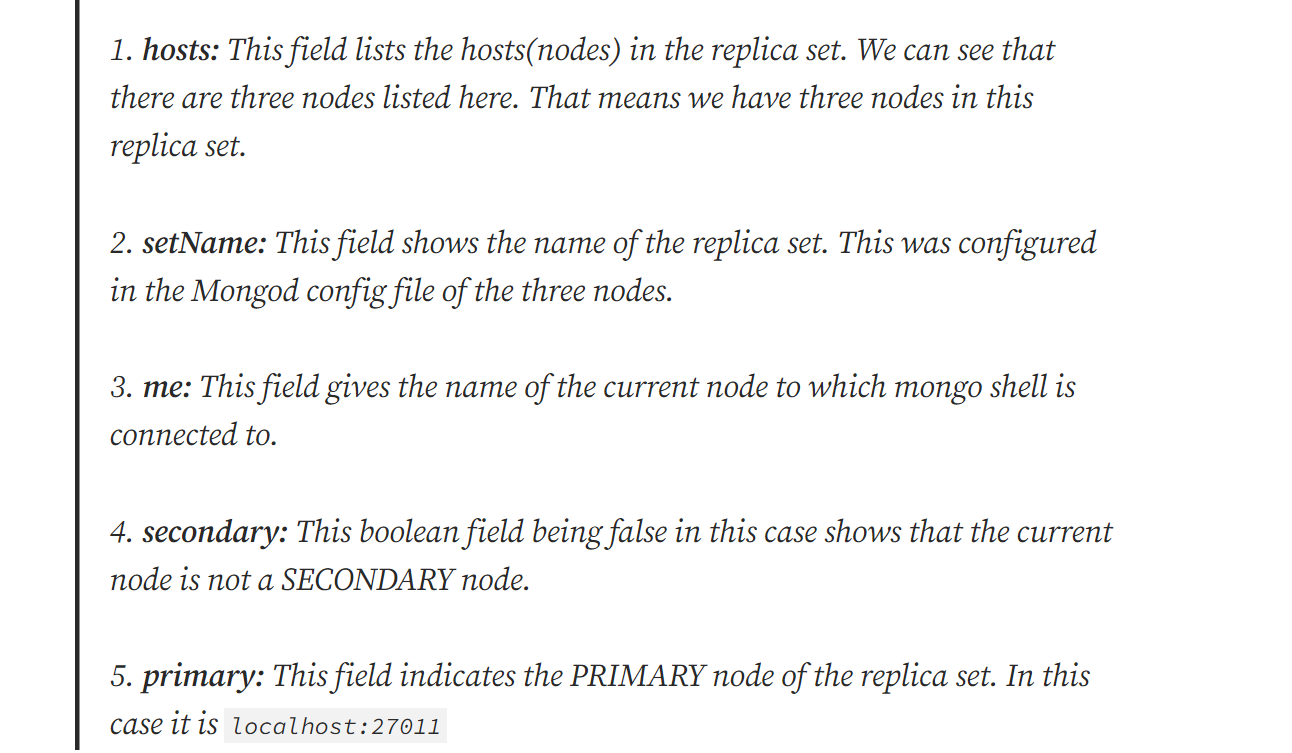 1. hosts: This field lists the hosts(nodes) in the replica set. We can see that
there are three nodes listed here. That means we have three nodes in this
replica set.
2. setName: This field shows the name of the replica set. This was configured
in the Mongod config file of the three nodes.
3. me: This field gives the name of the current node to which mongo shell is
connected to.
4. secondary: This boolean field being false in this case shows that the current
node is not a SECONDARY node.
5. primary: This field indicates the PRIMARY node of the replica set. In this
case it is localhost:27011